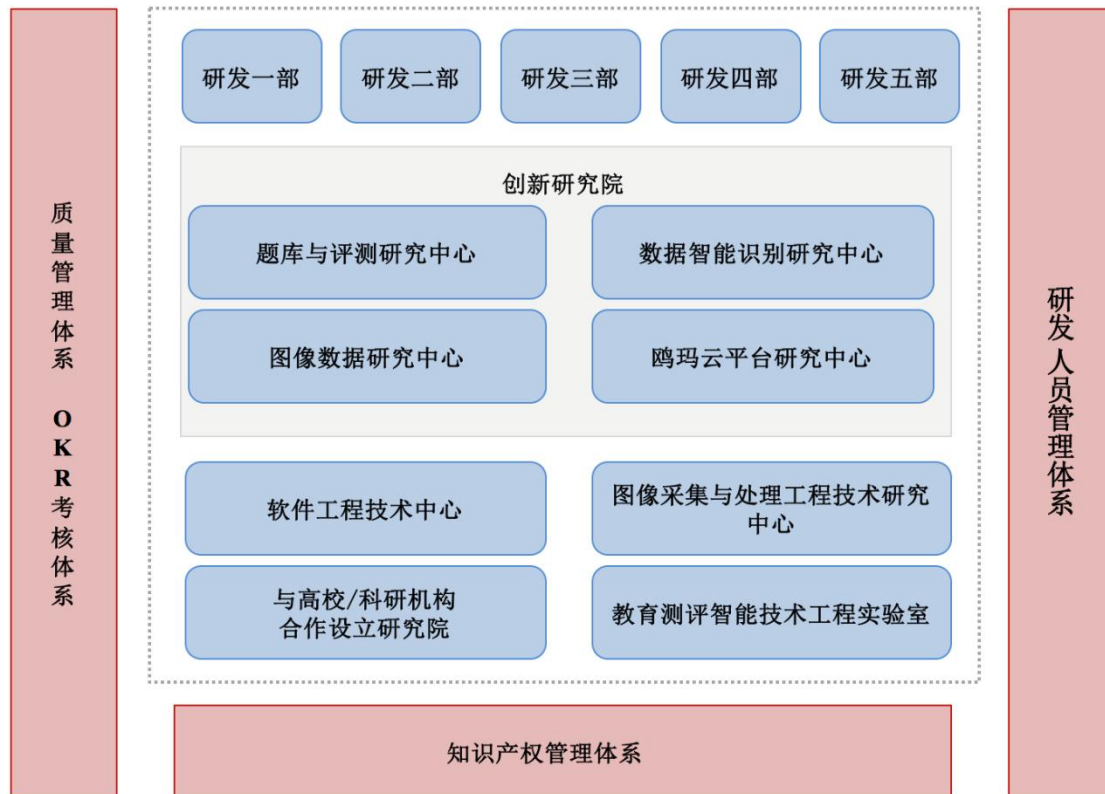 研发一部
研发二部
研发三部
研发四部
研发五部
创新研究院
题库与评测研究中心
数据智能识别研究中心
图像数据研究中心
鸥玛云平台研究中心
软件工程技术中心
图像采集与处理工程技术研究
中心
与高校/科研机构
合作设立研究院
教育测评智能技术工程实验室
质量管理体系 OKR考核体系
研发人员管理体系
知识产权管理体系